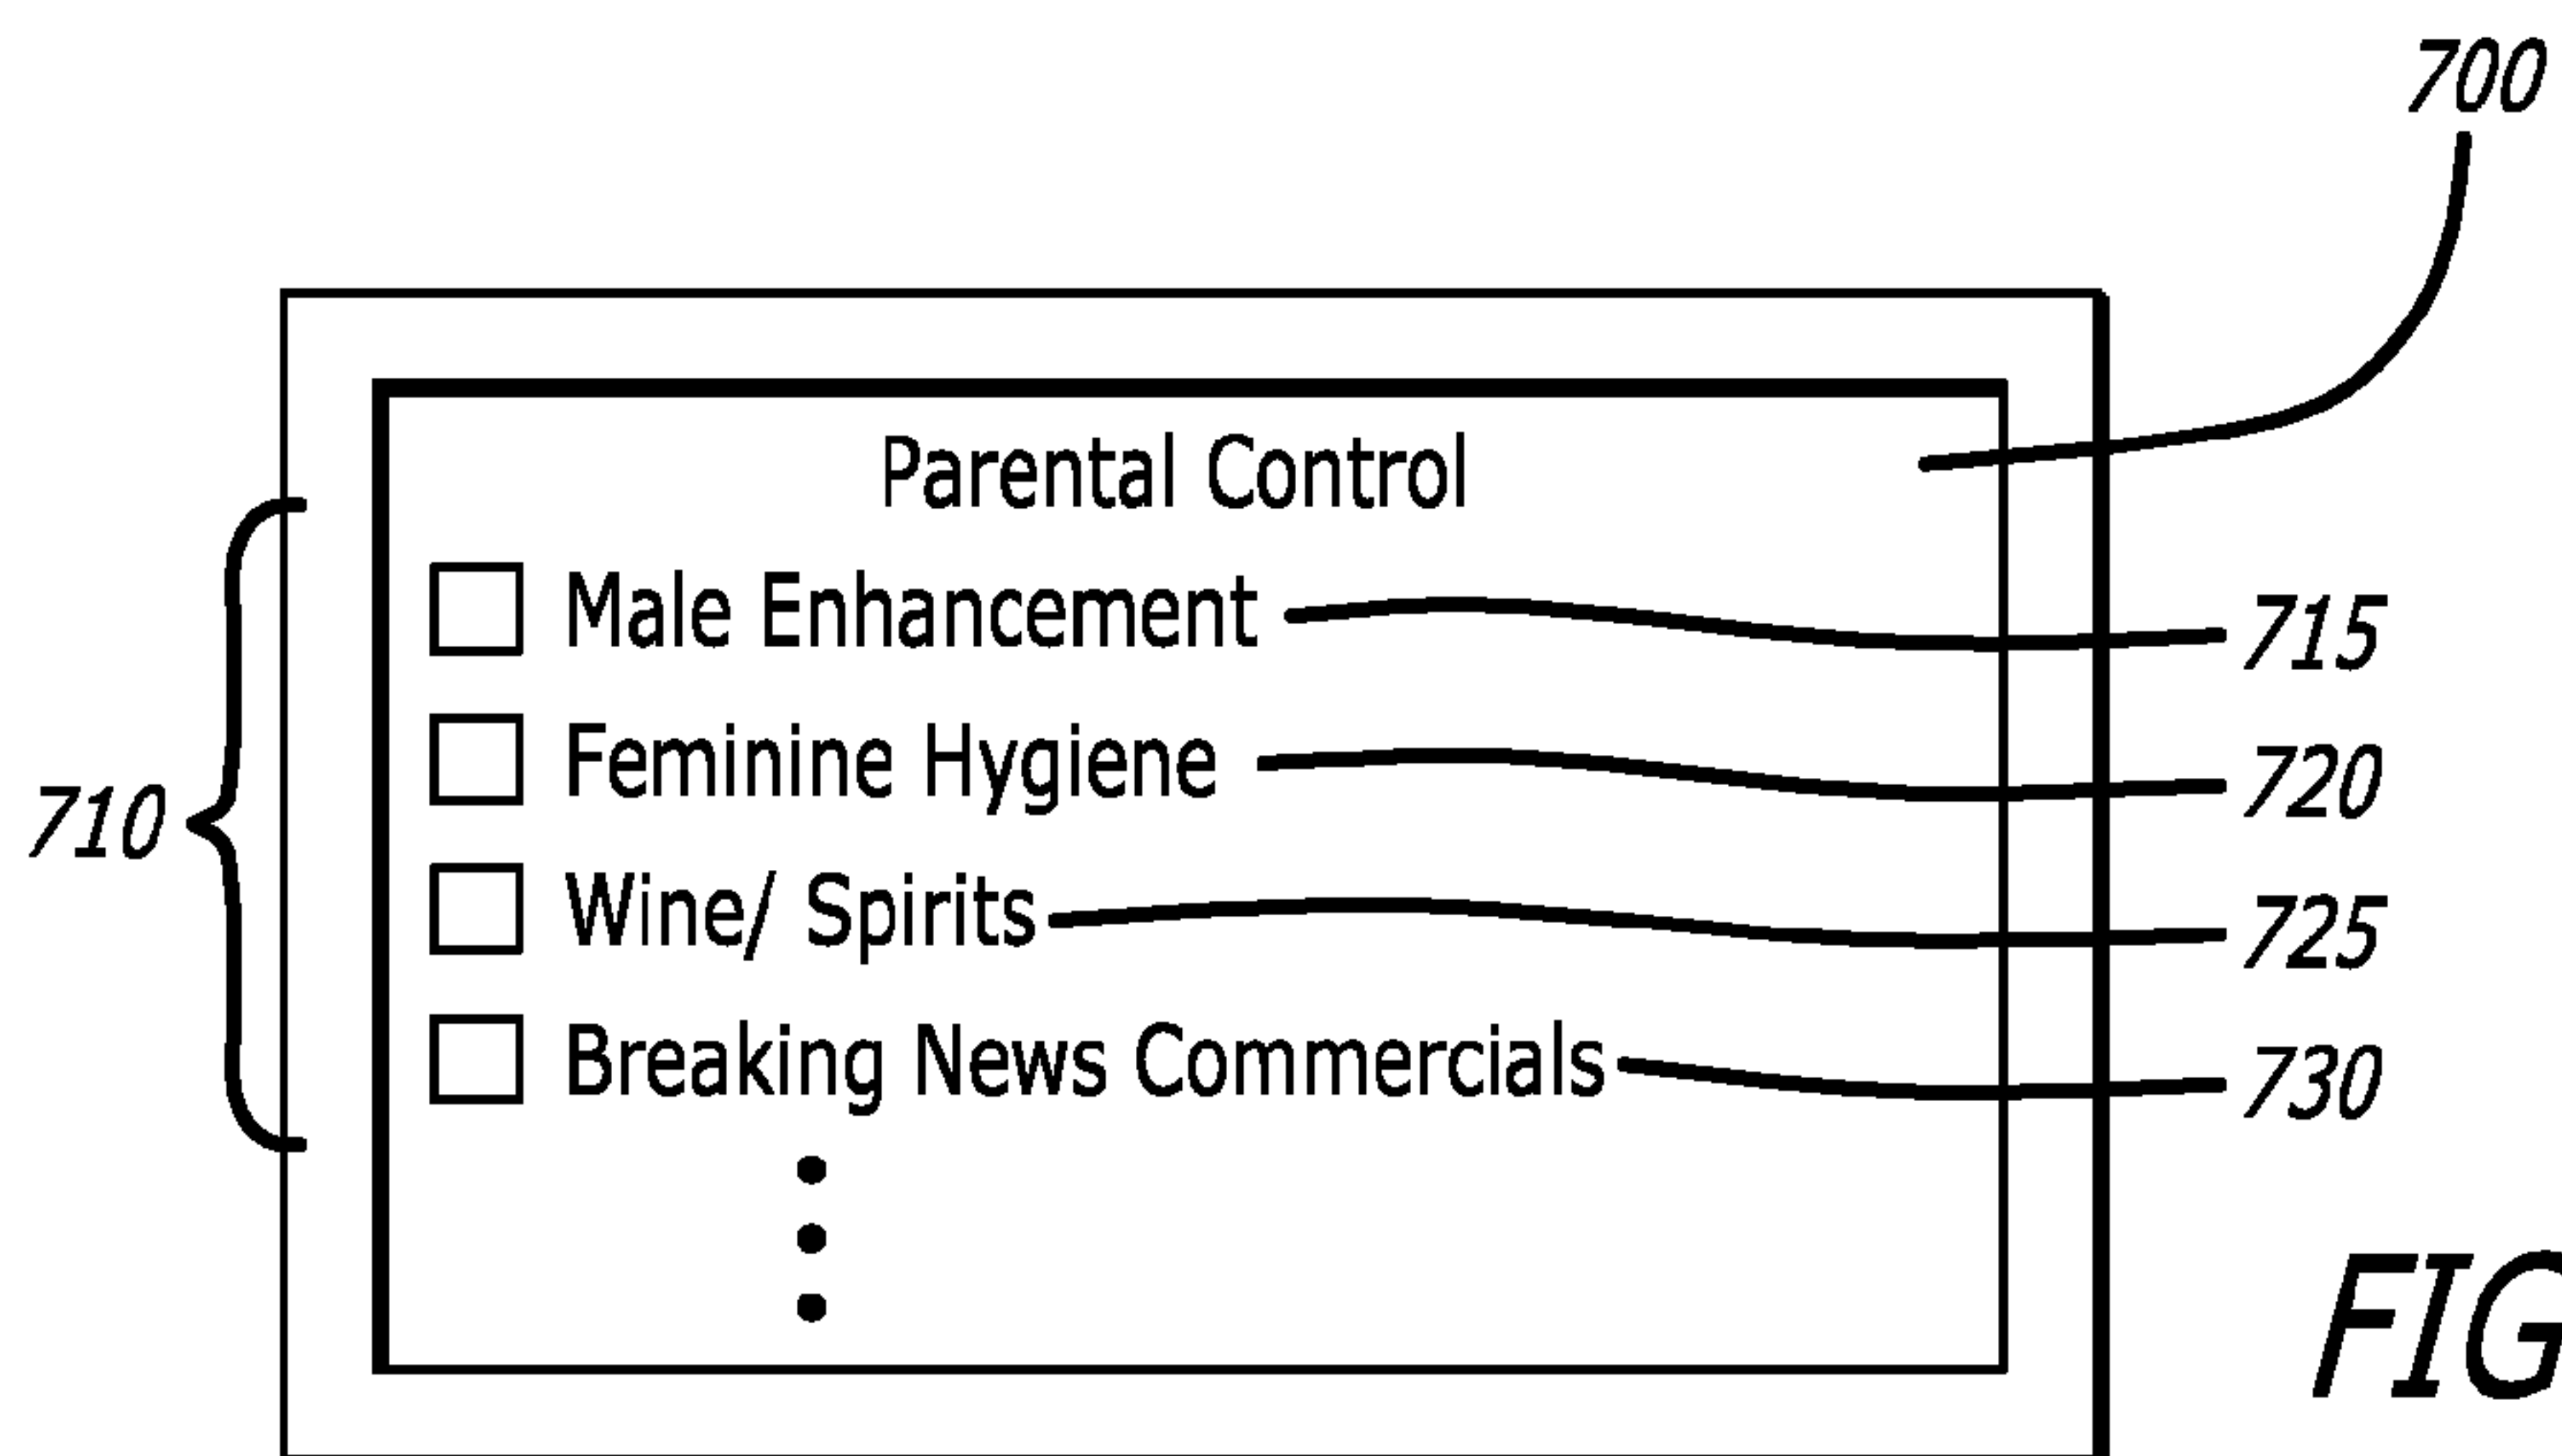 700
Parental Control
Male Enhancement 715
Feminine Hygiene 720
710
Wine/ Spirits 725
Breaking News Commercials 730
FIG